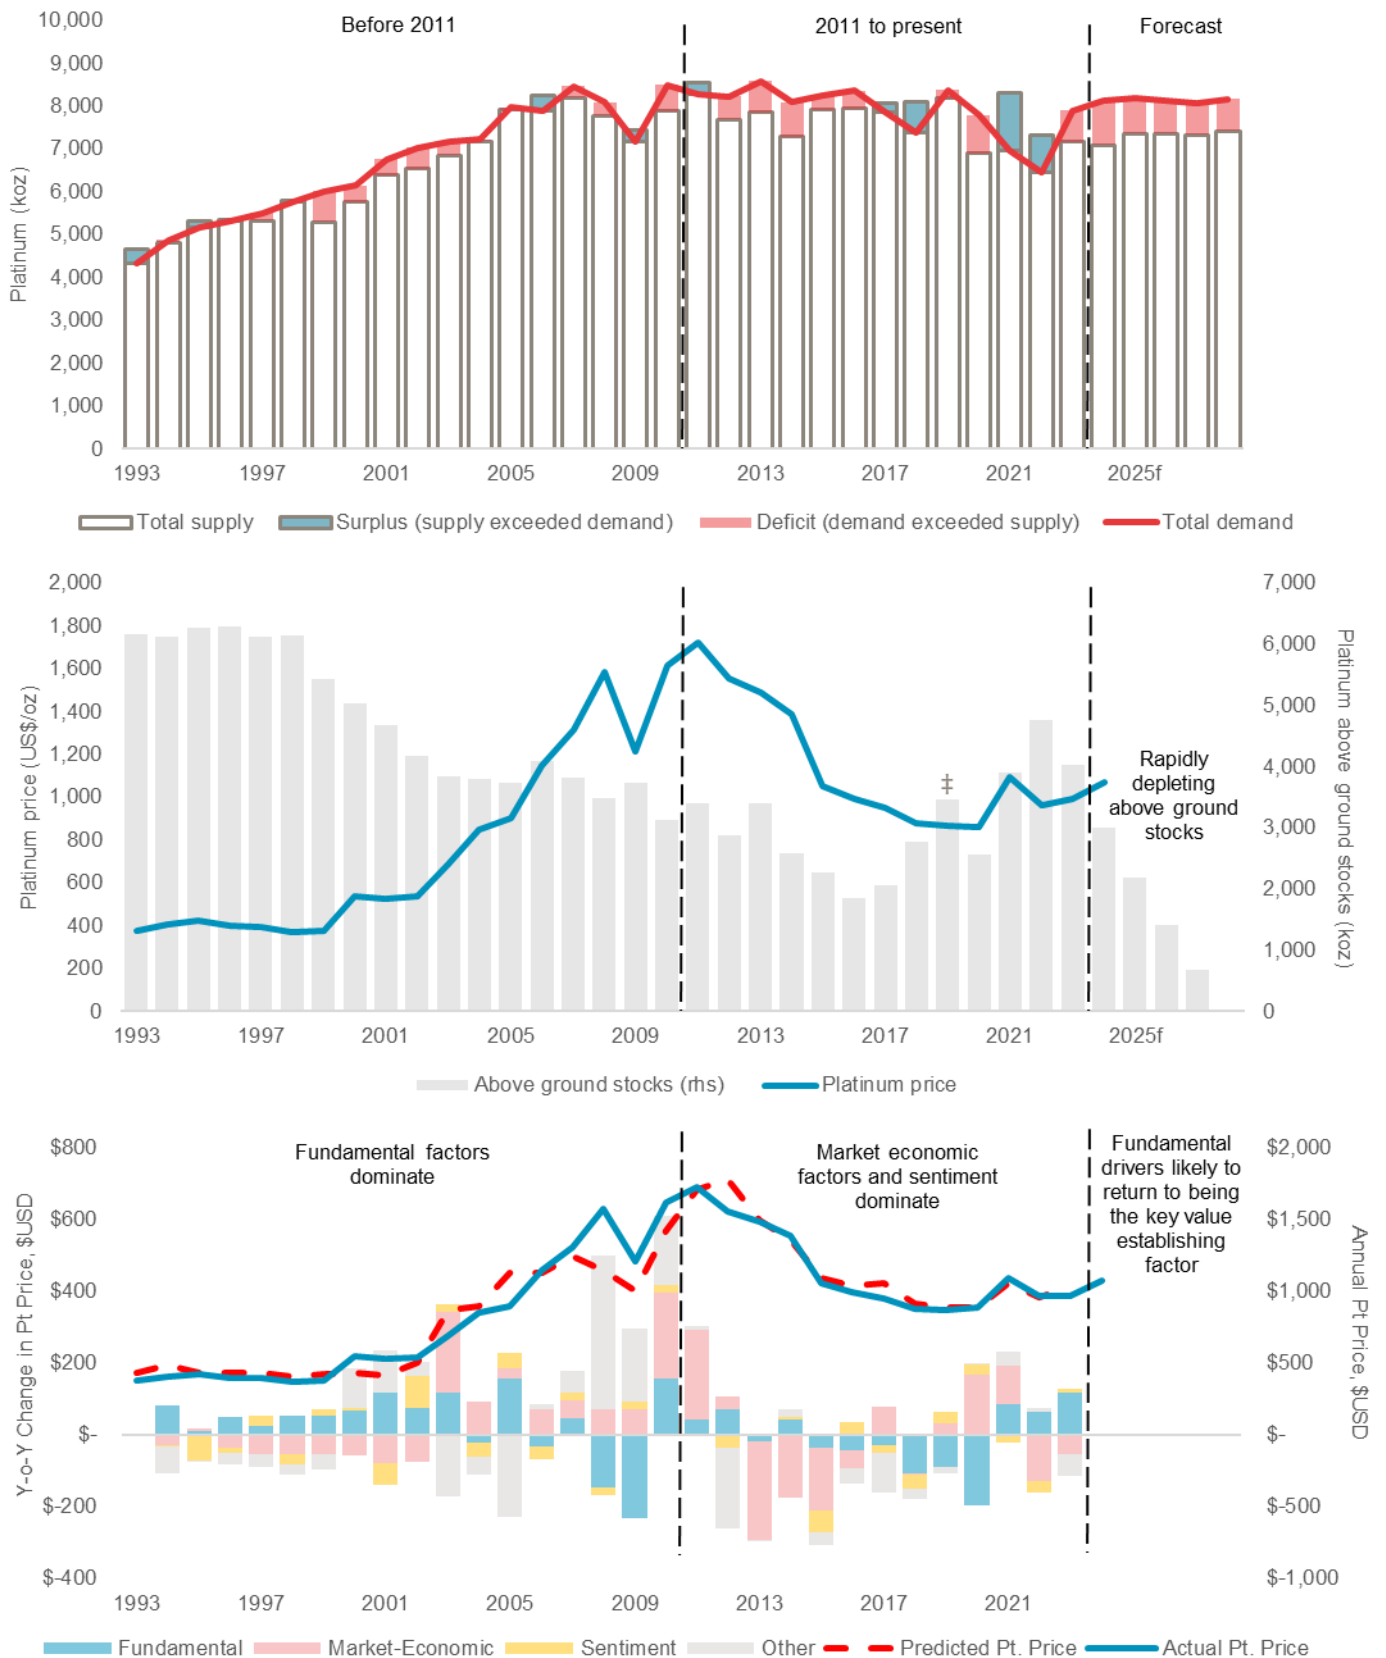 Before 2011
2011 to present
Forecast
Platinum (koz)
10,000
9,000
8,000
7,000
6,000
5,000
4,000
3,000
2,000
1,000
0
1993 1997 2001 2005 2009 2013 2017 2021 2025f
Total supply Surplus (supply exceeded demand) Deficit (demand exceeded supply) Total demand
Platinum price (US$/oz)
2,000
1,800
1,600
1,400
1,200
1,000
800
600
400
200
0
‡
Rapidly
depleting
above ground
stocks
7,000
6,000
5,000
4,000
3,000
2,000
1,000
0
Platinum above ground stocks (koz)
1993 1997 2001 2005 2009 2013 2017 2021 2025f
Above ground stocks (rhs) Platinum price
Y-o-Y Change in Pt Price, $USD
$800
$600
$400
$200
$-
$-200
$-400
Fundamental factors
dominate
Market economic
factors and sentiment
dominate
Fundamental
drivers likely to
return to being
the key value
establishing
factor
$2,000
$1,500
$1,000
$500
$-
$-500
$-1,000
Annual Pt Price, $USD
1993 1997 2001 2005 2009 2013 2017 2021
Fundamental Market-Economic Sentiment Other Predicted Pt. Price Actual Pt. Price